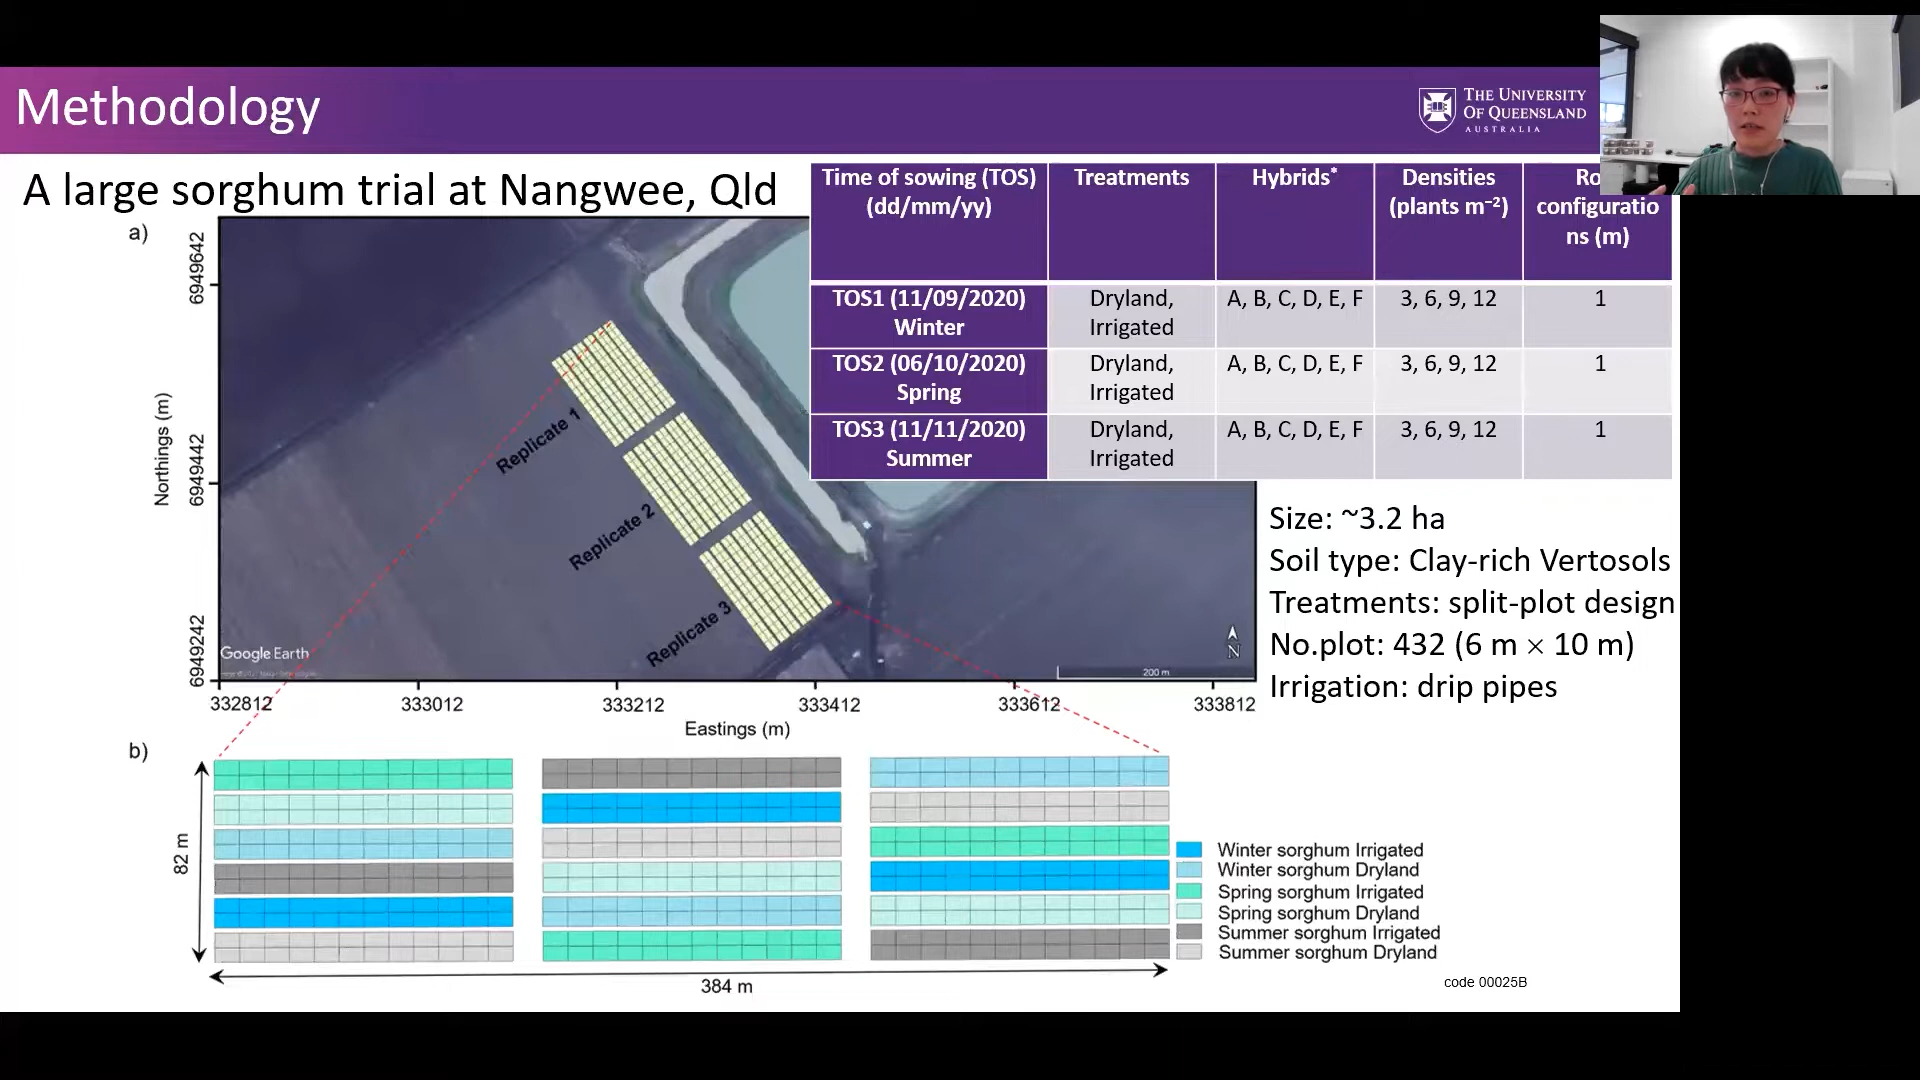 Methodology
THE UNIVERSITY
OF QUEENSLAND
AUSTRALIA
A large sorghum trial at Nangwee, Qld
Time of sowing (TOS)
(dd/mm/yy)
Treatments
Hybrids*
Densities
(plants m⁻²)
Ro
configuratio
ns (m)
TOS1 (11/09/2020)
Winter
Dryland,
Irrigated
A, B, C, D, E, F
3, 6, 9, 12
1
TOS2 (06/10/2020)
Spring
Dryland,
Irrigated
A, B, C, D, E, F
3, 6, 9, 12
1
TOS3 (11/11/2020)
Summer
Dryland,
Irrigated
A, B, C, D, E, F
3, 6, 9, 12
1
a)
Northings (m)
6949642
6949442
6949242
Replicate 1
Replicate 2
Replicate 3
Google Earth
N
200 m
332812
333012
333212
333412
333612
333812
Eastings (m)
Size: ~3.2 ha
Soil type: Clay-rich Vertosols
Treatments: split-plot design
No.plot: 432 (6 m × 10 m)
Irrigation: drip pipes
b)
82 m
384 m
Winter sorghum Irrigated
Winter sorghum Dryland
Spring sorghum Irrigated
Spring sorghum Dryland
Summer sorghum Irrigated
Summer sorghum Dryland
code 00025B